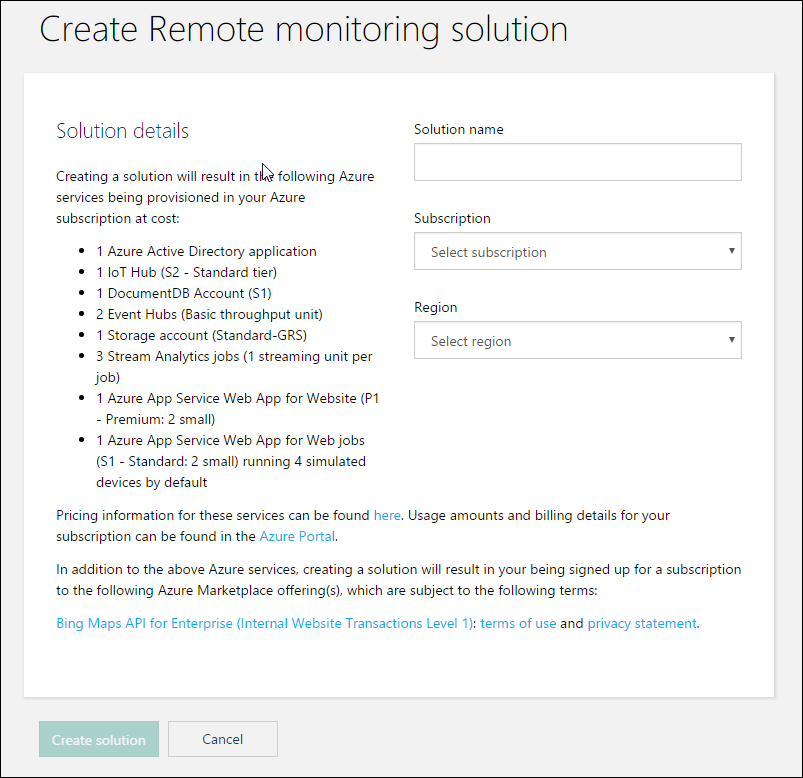 Create Remote monitoring solution
Solution details
Creating a solution will result in the following Azure
services being provisioned in your Azure
subscription at cost:
1 Azure Active Directory application
1 IoT Hub (S2 - Standard tier)
1 DocumentDB Account (S1)
2 Event Hubs (Basic throughput unit)
1 Storage account (Standard-GRS)
3 Stream Analytics jobs (1 streaming unit per
job)
1 Azure App Service Web App for Website (P1
- Premium: 2 small)
1 Azure App Service Web App for Web jobs
(S1 - Standard: 2 small) running 4 simulated
devices by default
Solution name
Subscription
Select subscription
Region
Select region
Pricing information for these services can be found here. Usage amounts and billing details for your
subscription can be found in the Azure Portal.
In addition to the above Azure services, creating a solution will result in your being signed up for a subscription
to the following Azure Marketplace offering(s), which are subject to the following terms:
Bing Maps API for Enterprise (Internal Website Transactions Level 1): terms of use and privacy statement.
Create solution
Cancel